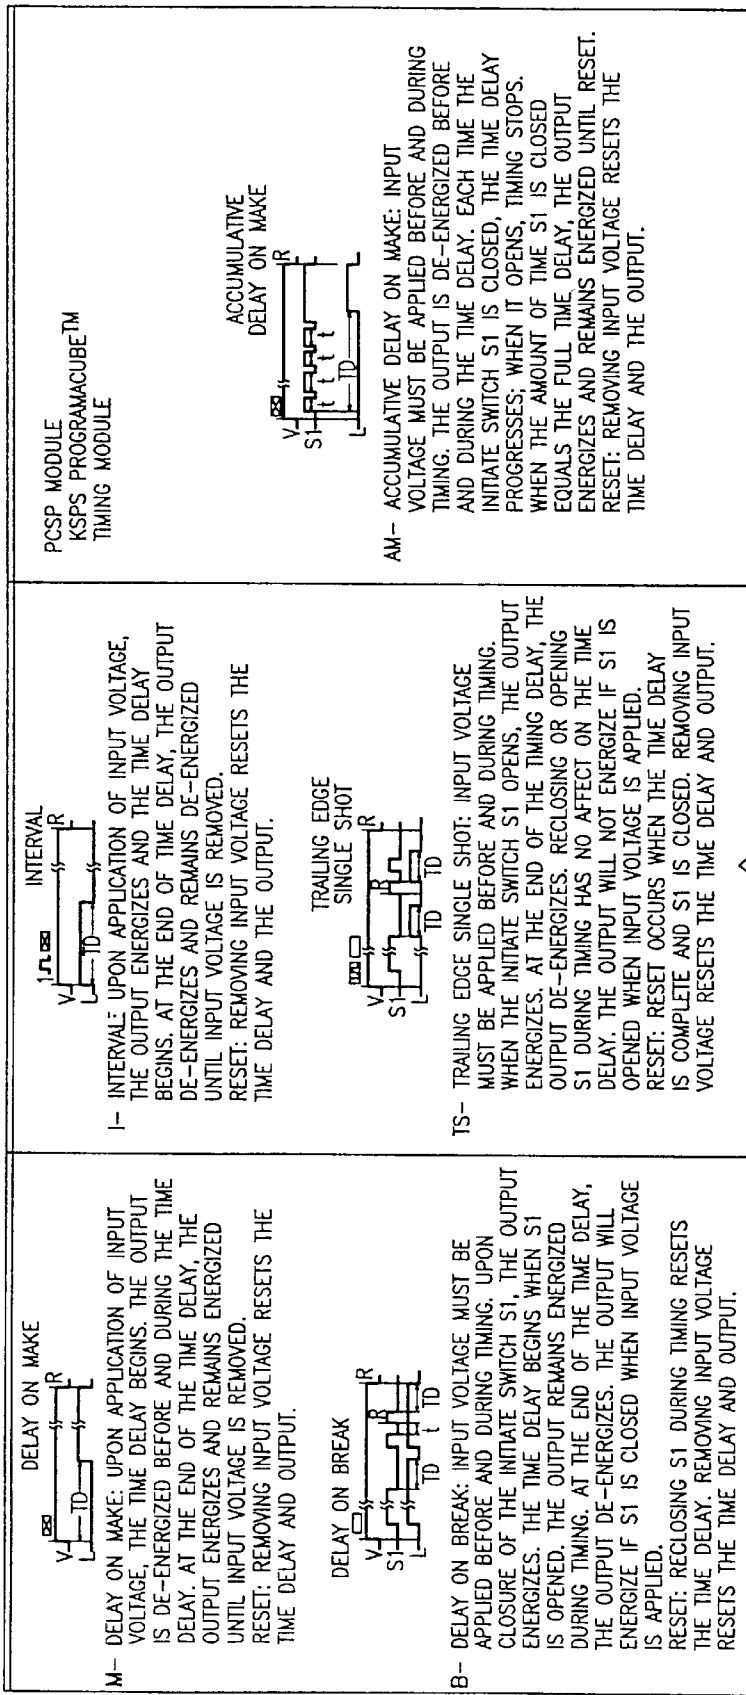 DELAY ON MAKE
V
TD
L
R
M– DELAY ON MAKE: UPON APPLICATION OF INPUT
VOLTAGE, THE TIME DELAY BEGINS. THE OUTPUT
IS DE–ENERGIZED BEFORE AND DURING THE TIME
DELAY. AT THE END OF THE TIME DELAY, THE
OUTPUT ENERGIZES AND REMAINS ENERGIZED
UNTIL INPUT VOLTAGE IS REMOVED.
RESET: REMOVING INPUT VOLTAGE RESETS THE
TIME DELAY AND OUTPUT.
DELAY ON BREAK
V
S1
L
R
R
TD t TD
B– DELAY ON BREAK: INPUT VOLTAGE MUST BE
APPLIED BEFORE AND DURING TIMING. UPON
CLOSURE OF THE INITIATE SWITCH S1, THE OUTPUT
ENERGIZES. THE TIME DELAY BEGINS WHEN S1
IS OPENED. THE OUTPUT REMAINS ENERGIZED
DURING TIMING. AT THE END OF THE TIME DELAY,
THE OUTPUT DE–ENERGIZES. THE OUTPUT WILL
ENERGIZE IF S1 IS CLOSED WHEN INPUT VOLTAGE
IS APPLIED.
RESET: RECLOSING S1 DURING TIMING RESETS
THE TIME DELAY. REMOVING INPUT VOLTAGE
RESETS THE TIME DELAY AND OUTPUT.
INTERVAL
1
V
TD
L
R
I– INTERVAL: UPON APPLICATION OF INPUT VOLTAGE,
THE OUTPUT ENERGIZES AND THE TIME DELAY
BEGINS. AT THE END OF TIME DELAY, THE OUTPUT
DE–ENERGIZES AND REMAINS DE–ENERGIZED
UNTIL INPUT VOLTAGE IS REMOVED.
RESET: REMOVING INPUT VOLTAGE RESETS THE
TIME DELAY AND THE OUTPUT.
TRAILING EDGE
SINGLE SHOT
V
S1
L
R
R
TD TD
TS– TRAILING EDGE SINGLE SHOT: INPUT VOLTAGE
MUST BE APPLIED BEFORE AND DURING TIMING.
WHEN THE INITIATE SWITCH S1 OPENS, THE OUTPUT
ENERGIZES. AT THE END OF THE TIMING DELAY, THE
OUTPUT DE–ENERGIZES. RECLOSING OR OPENING
S1 DURING TIMING HAS NO AFFECT ON THE TIME
DELAY. THE OUTPUT WILL NOT ENERGIZE IF S1 IS
OPENED WHEN INPUT VOLTAGE IS APPLIED.
RESET: RESET OCCURS WHEN THE TIME DELAY
IS COMPLETE AND S1 IS CLOSED. REMOVING INPUT
VOLTAGE RESETS THE TIME DELAY AND OUTPUT.
PCSP MODULE
KSPS PROGRAMACUBE™
TIMING MODULE
ACCUMULATIVE
DELAY ON MAKE
V
S1
L
R
t t t t
TD
AM– ACCUMULATIVE DELAY ON MAKE: INPUT
VOLTAGE MUST BE APPLIED BEFORE AND DURING
TIMING. THE OUTPUT IS DE–ENERGIZED BEFORE
AND DURING THE TIME DELAY. EACH TIME THE
INITIATE SWITCH S1 IS CLOSED, THE TIME DELAY
PROGRESSES; WHEN IT OPENS, TIMING STOPS.
WHEN THE AMOUNT OF TIME S1 IS CLOSED
EQUALS THE FULL TIME DELAY, THE OUTPUT
ENERGIZES AND REMAINS ENERGIZED UNTIL RESET.
RESET: REMOVING INPUT VOLTAGE RESETS THE
TIME DELAY AND THE OUTPUT.